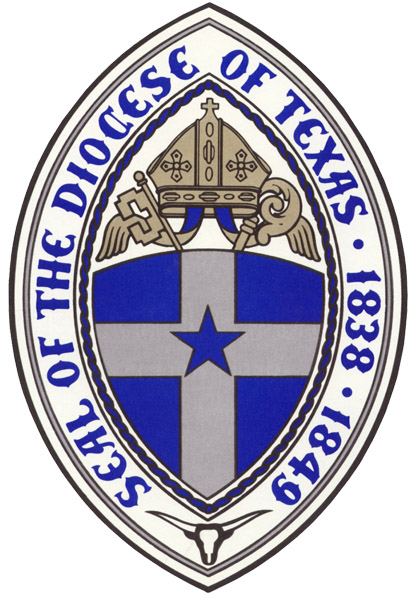 SEAL OF THE DIOCESE OF TEXAS · 1838 · 1849